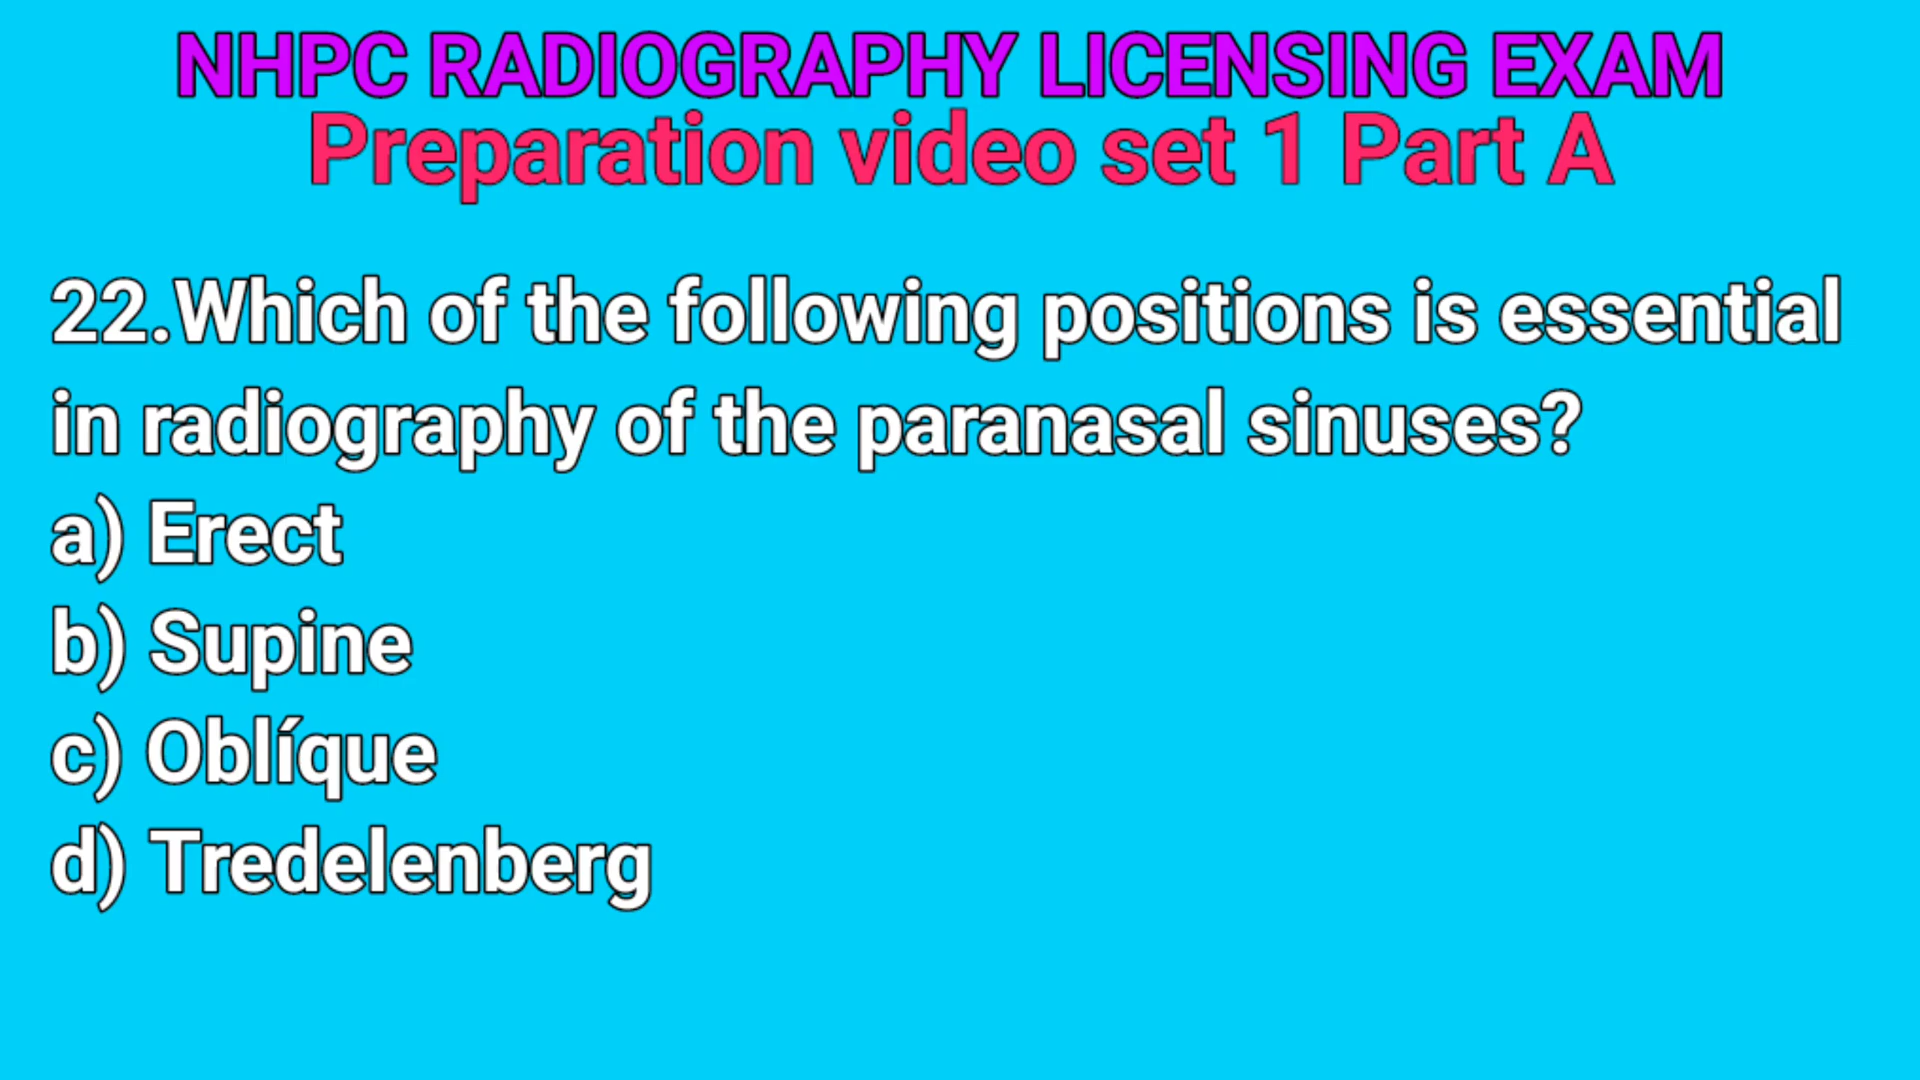 NHPC RADIOGRAPHY LICENSING EXAM
Preparation video set 1 Part A
22.Which of the following positions is essential
in radiography of the paranasal sinuses?
a) Erect
b) Supine
c) Oblíque
d) Tredelenberg